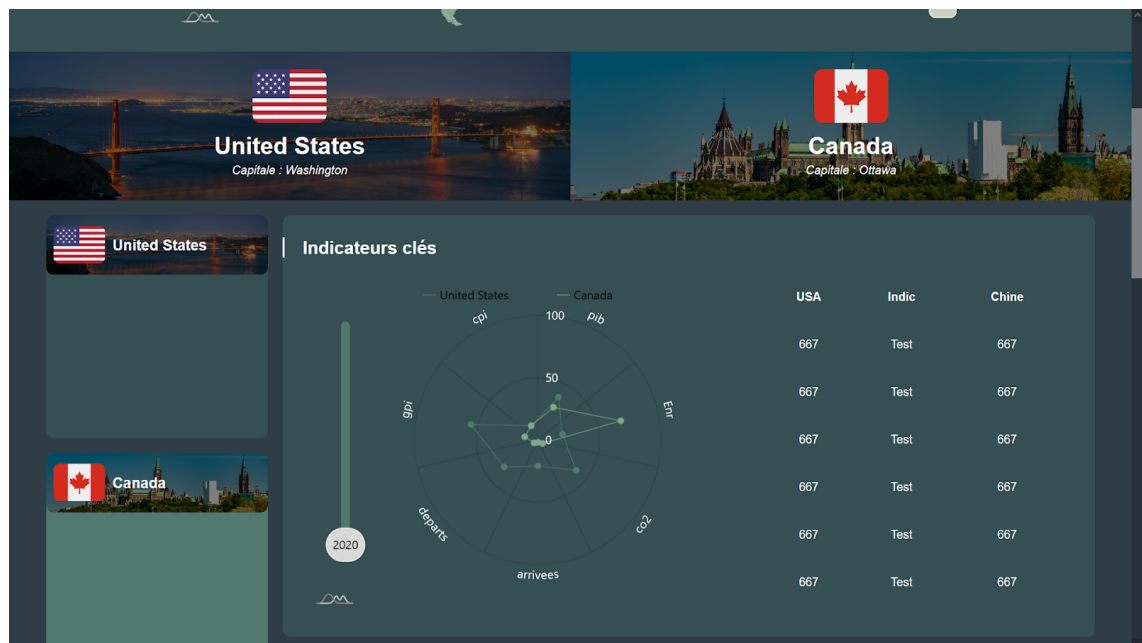 United States
Capitale : Washington
Canada
Capitale : Ottawa
United States
Canada
Indicateurs clés
United States
Canada
2020
cpi
pib
Enr
co2
arrivees
departs
gpi
100
50
0
USA Indic Chine
667 Test 667
667 Test 667
667 Test 667
667 Test 667
667 Test 667
667 Test 667